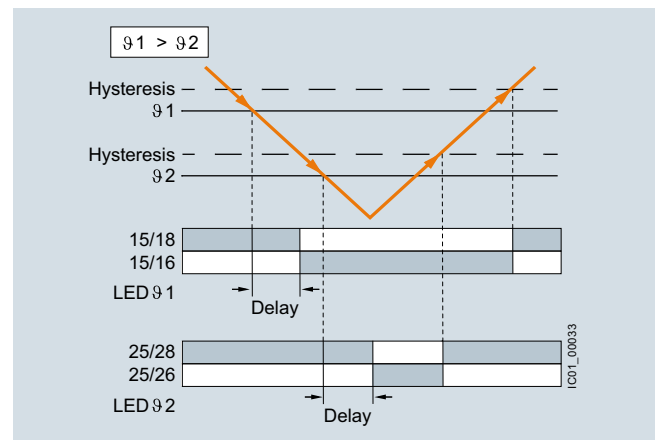 ϑ1 > ϑ2
Hysteresis
ϑ1
Hysteresis
ϑ2
15/18
15/16
LED ϑ1
Delay
25/28
25/26
LED ϑ2
Delay
IC01_00033